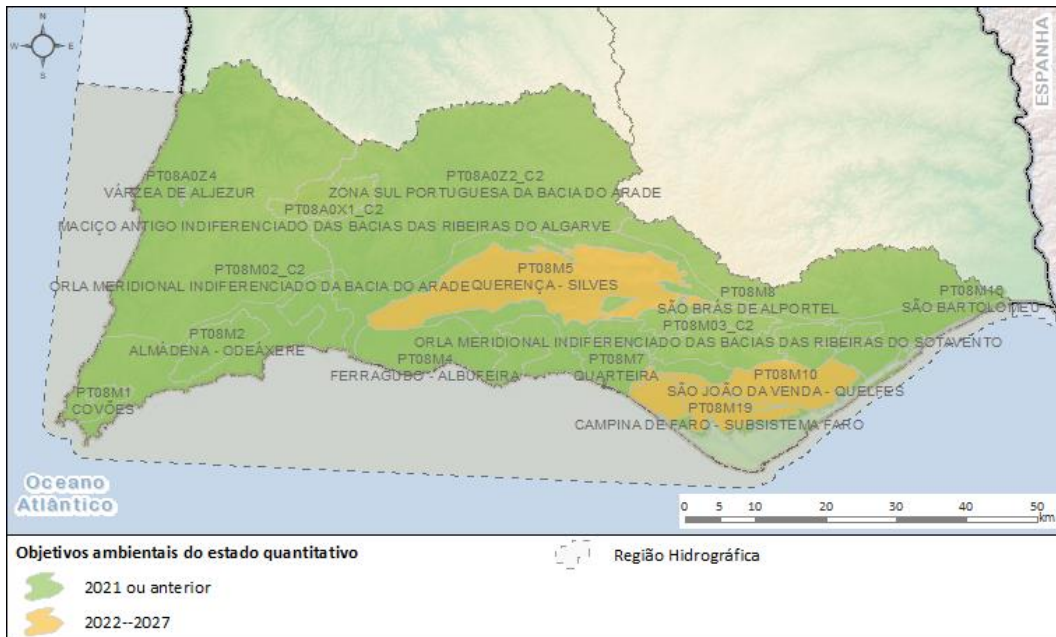 N
W
E
S
ESPANHA
PT08A0Z4
VÁRZEA DE ALJEZUR
PT08A0Z2_C2
ZONA SUL PORTUGUESA DA BACIA DO ARADE
PT08A0X1_C2
MACIÇO ANTIGO INDIFERENCIADO DAS BACIAS DAS RIBEIRAS DO ALGARVE
PT08M02_C2
ORLA MERIDIONAL INDIFERENCIADO DA BACIA DO ARADE
PT08M5
QUERENÇA - SILVES
PT08M8
SÃO BRÁS DE ALPORTEL
PT08M16
SÃO BARTOLOMEU
PT08M03_C2
ORLA MERIDIONAL INDIFERENCIADO DAS BACIAS DAS RIBEIRAS DO SOTAVENTO
PT08M2
ALMÁDENA - ODEÁXERE
PT08M4
FERRAGUDO - ALBUFEIRA
PT08M7
QUARTEIRA
PT08M10
SÃO JOÃO DA VENDA - QUELFES
PT08M1
COVÕES
PT08M19
CAMPINA DE FARO - SUBSISTEMA FARO
Oceano
Atlântico
0 5 10 20 30 40 50
km
Objetivos ambientais do estado quantitativo
Região Hidrográfica
2021 ou anterior
2022--2027